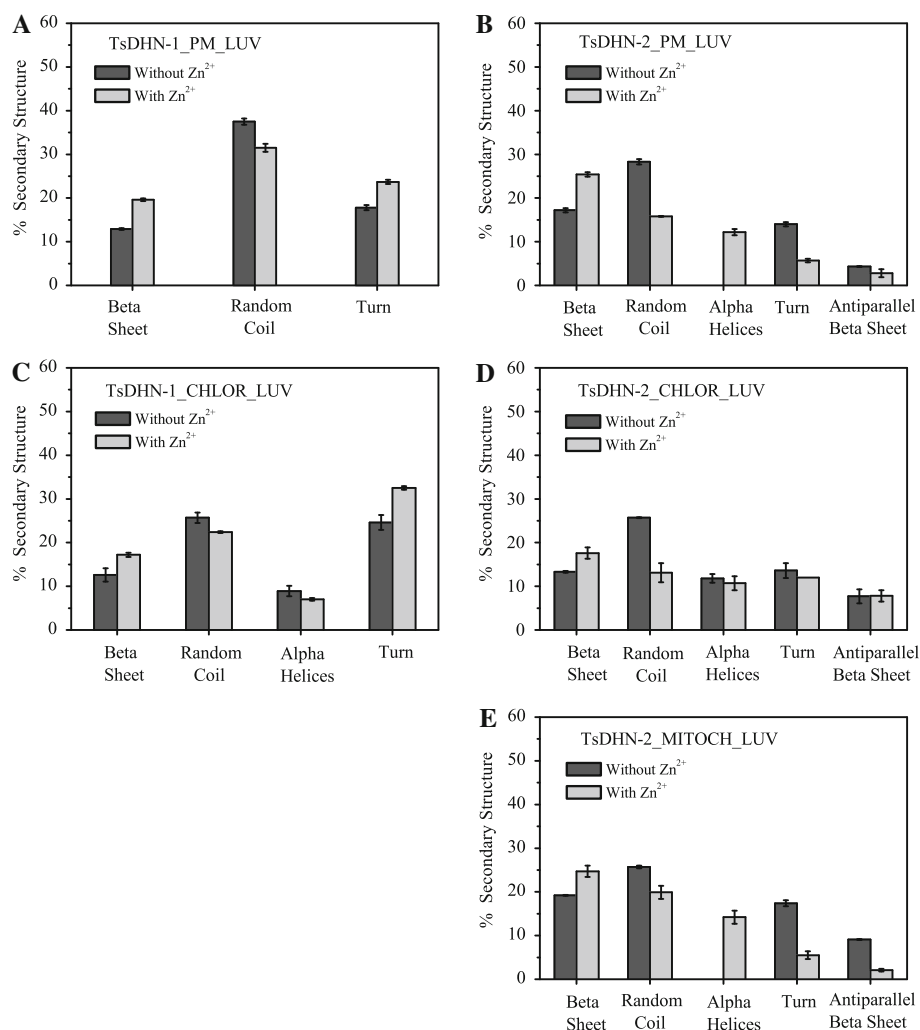 A
60
50
40
30
20
10
0
% Secondary Structure
TsDHN-1_PM_LUV
Without Zn2+
With Zn2+
Beta
Sheet
Random
Coil
Turn
B
60
50
40
30
20
10
0
% Secondary Structure
TsDHN-2_PM_LUV
Without Zn2+
With Zn2+
Beta
Sheet
Random
Coil
Alpha
Helices
Turn
Antiparallel
Beta Sheet
C
60
50
40
30
20
10
0
% Secondary Structure
TsDHN-1_CHLOR_LUV
Without Zn2+
With Zn2+
Beta
Sheet
Random
Coil
Alpha
Helices
Turn
D
60
50
40
30
20
10
0
% Secondary Structure
TsDHN-2_CHLOR_LUV
Without Zn2+
With Zn2+
Beta
Sheet
Random
Coil
Alpha
Helices
Turn
Antiparallel
Beta Sheet
E
60
50
40
30
20
10
0
% Secondary Structure
TsDHN-2_MITOCH_LUV
Without Zn2+
With Zn2+
Beta
Sheet
Random
Coil
Alpha
Helices
Turn
Antiparallel
Beta Sheet